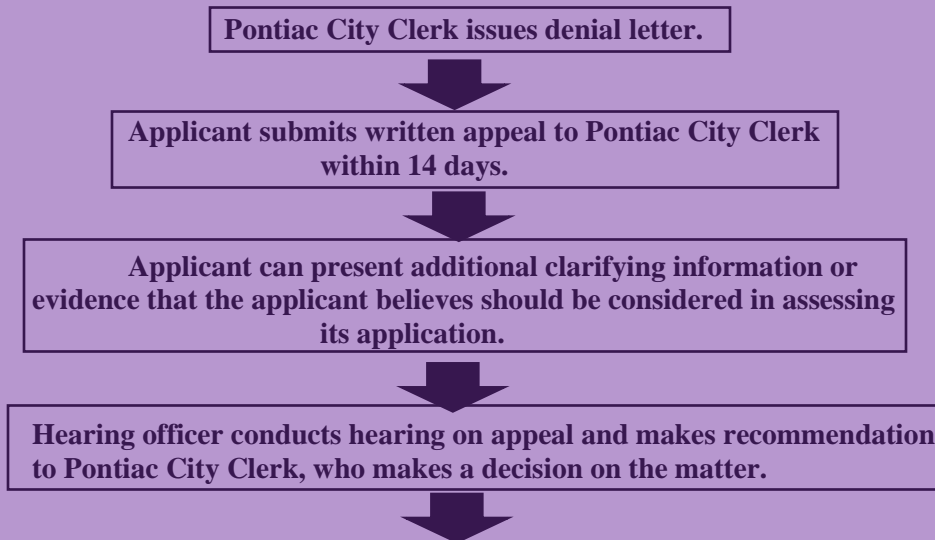 Pontiac City Clerk issues denial letter.
Applicant submits written appeal to Pontiac City Clerk
within 14 days.
Applicant can present additional clarifying information or
evidence that the applicant believes should be considered in assessing
its application.
Hearing officer conducts hearing on appeal and makes recommendation
to Pontiac City Clerk, who makes a decision on the matter.